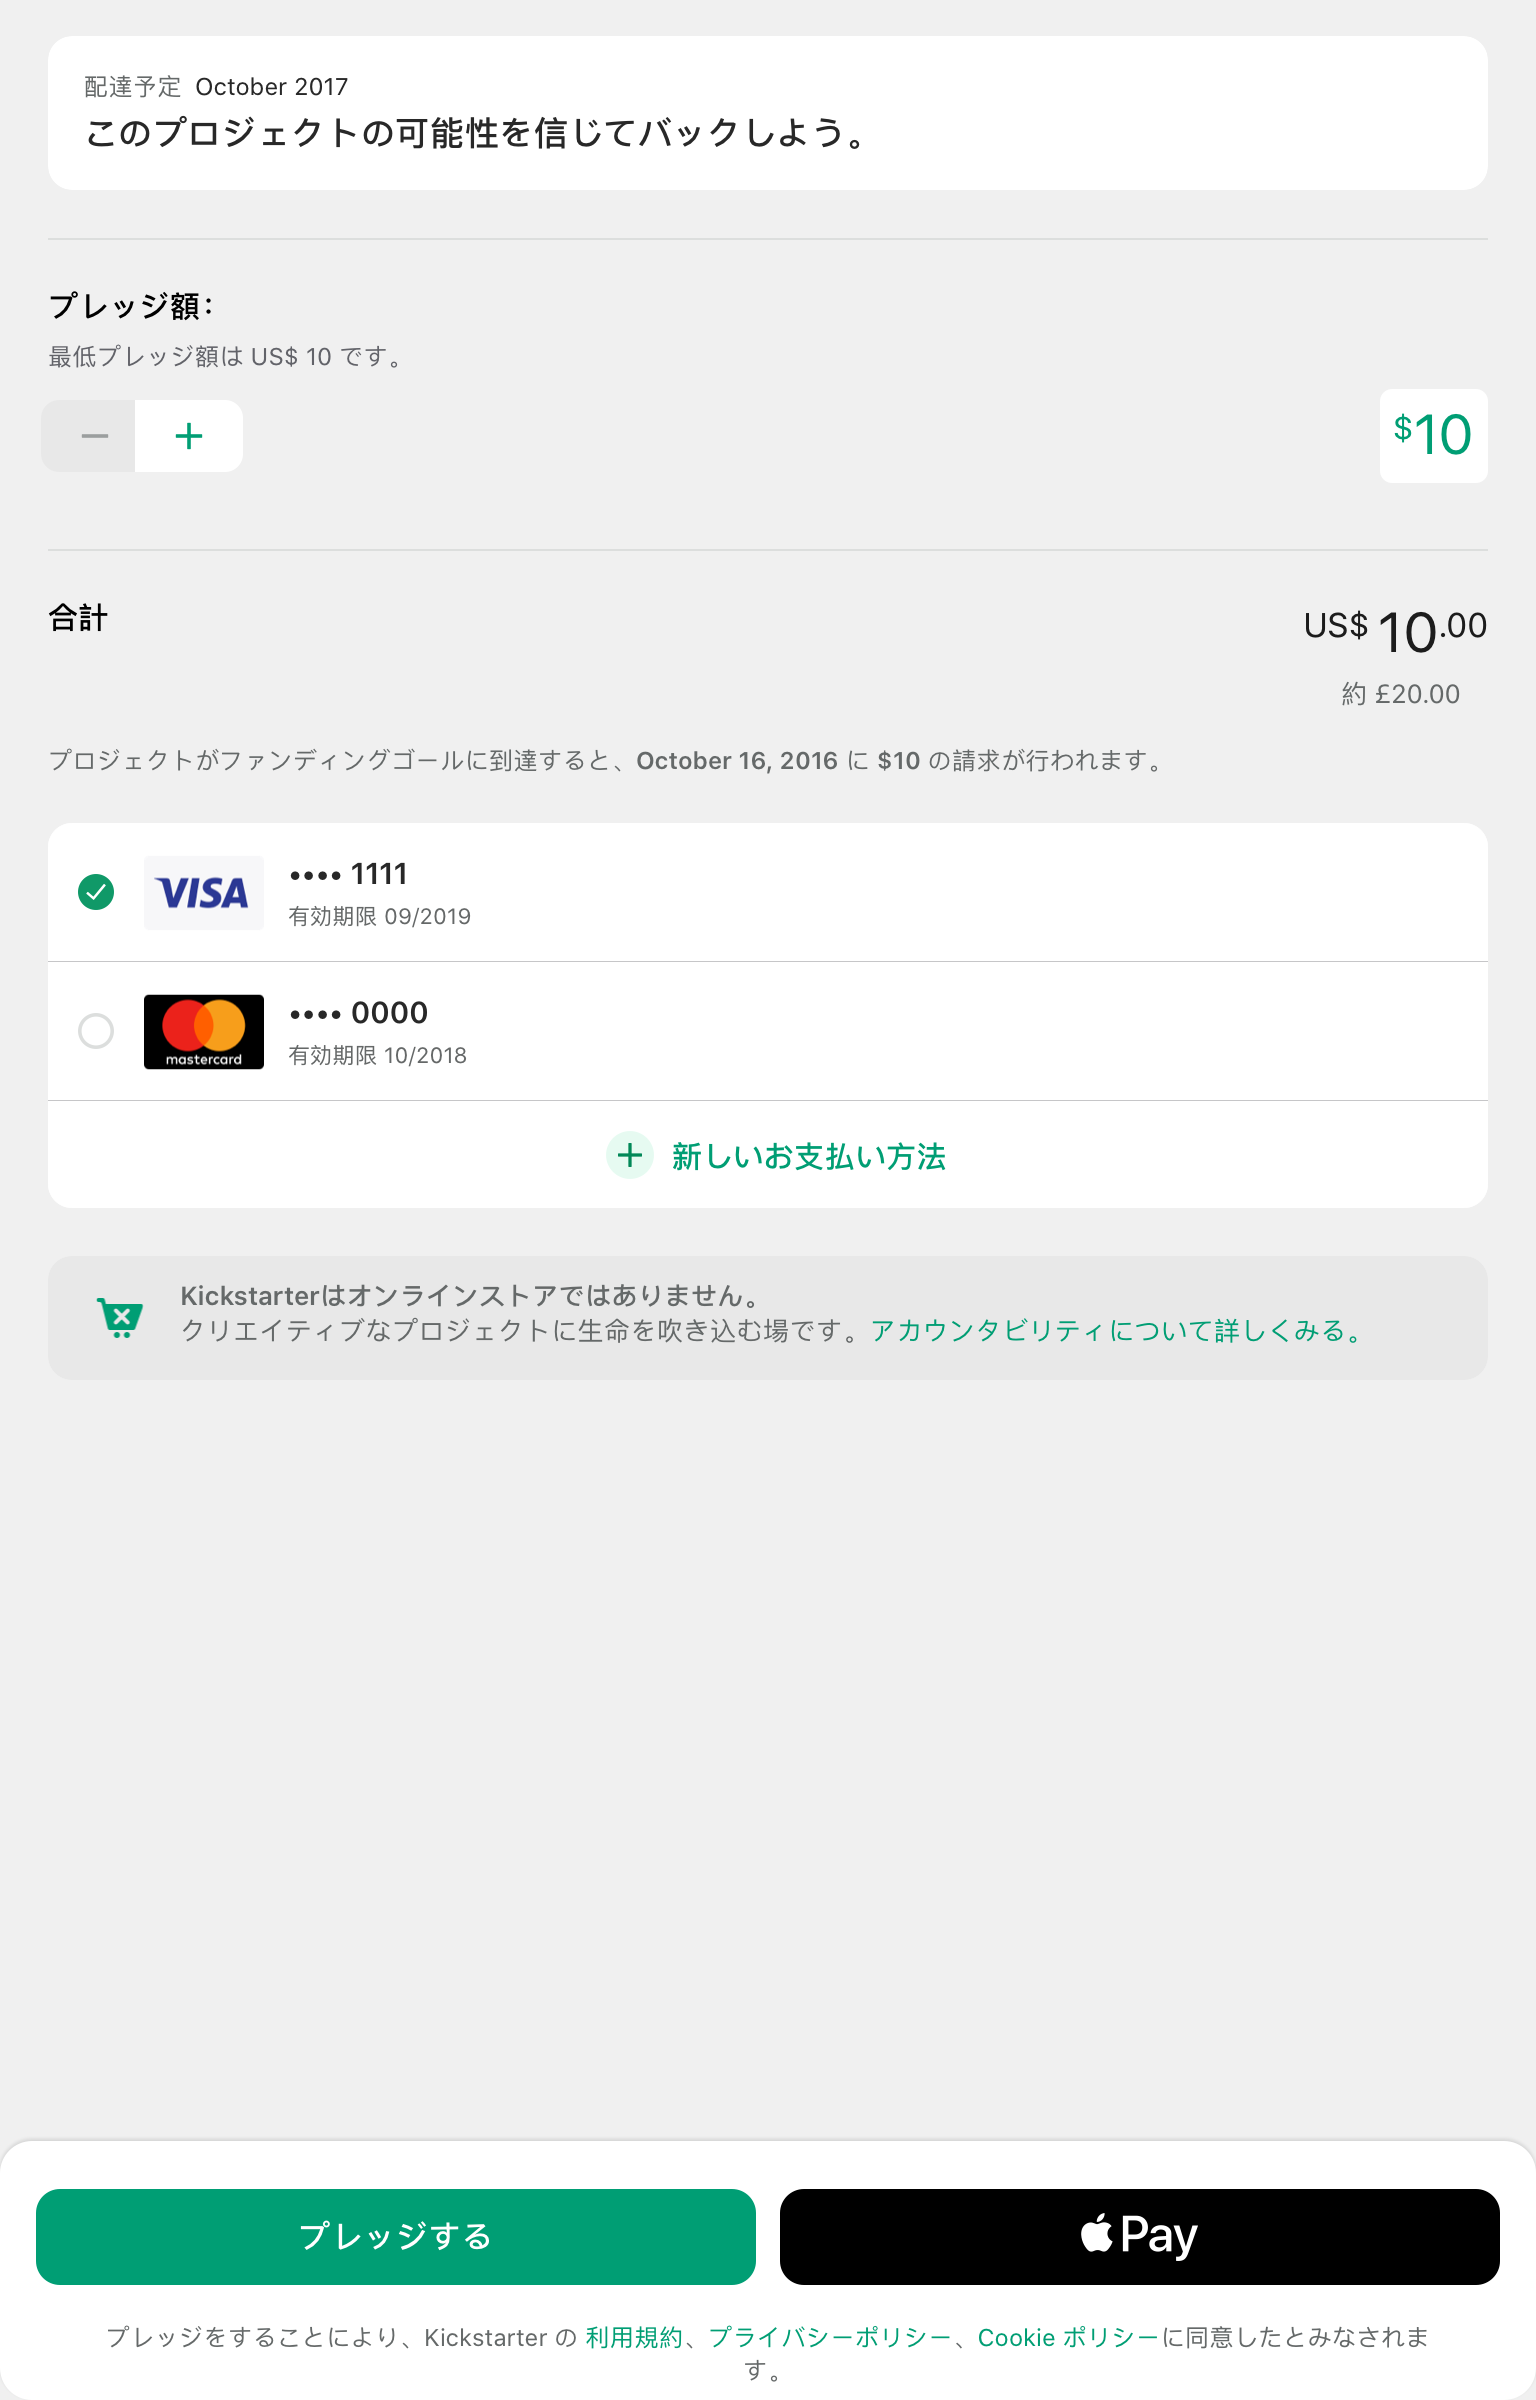 配達予定 October 2017
このプロジェクトの可能性を信じてバックしよう。
プレッジ額：
最低プレッジ額は US$ 10 です。
$10
合計
US$ 10.00
約 £20.00
プロジェクトがファンディングゴールに到達すると、October 16, 2016 に $10 の請求が行われます。
VISA
•••• 1111
有効期限 09/2019
mastercard
•••• 0000
有効期限 10/2018
新しいお支払い方法
Kickstarterはオンラインストアではありません。
クリエイティブなプロジェクトに生命を吹き込む場です。アカウンタビリティについて詳しくみる。
プレッジする
Pay
プレッジをすることにより、Kickstarter の 利用規約、プライバシーポリシー、Cookie ポリシーに同意したとみなされま
す。